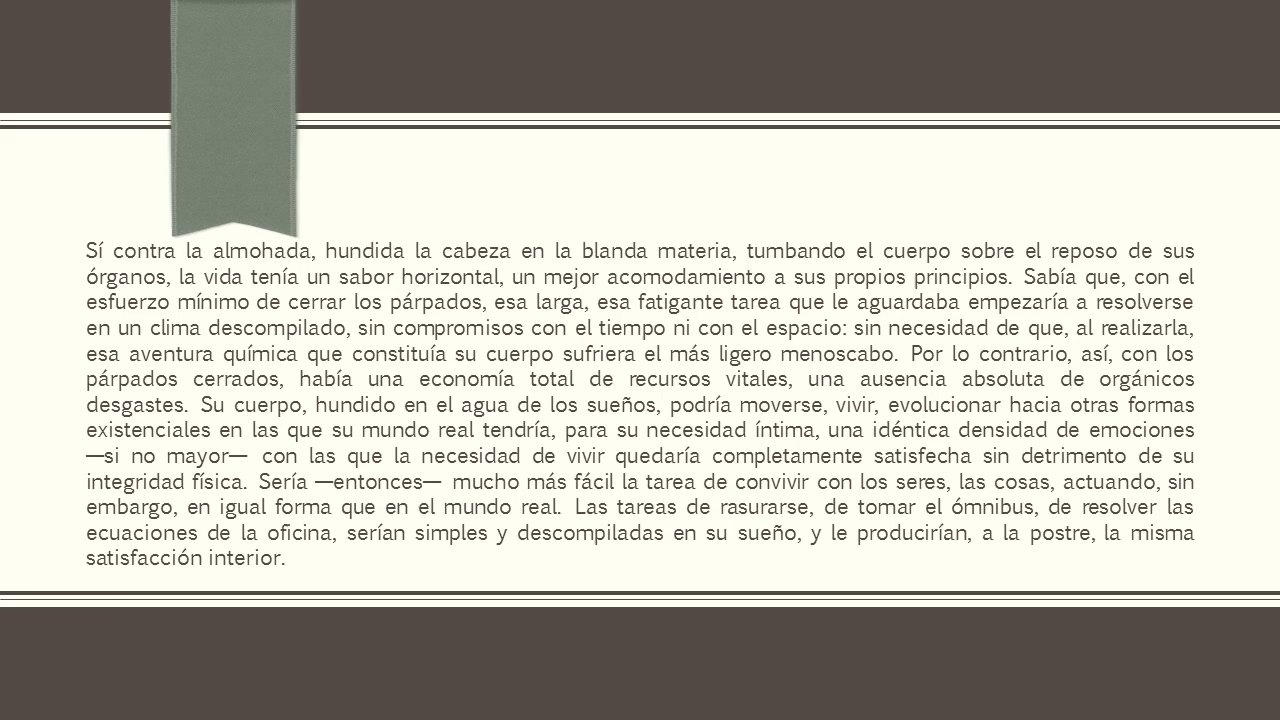 Sí contra la almohada, hundida la cabeza en la blanda materia, tumbando el cuerpo sobre el reposo de sus
órganos, la vida tenía un sabor horizontal, un mejor acomodamiento a sus propios principios. Sabía que, con el
esfuerzo mínimo de cerrar los párpados, esa larga, esa fatigante tarea que le aguardaba empezaría a resolverse
en un clima descompilado, sin compromisos con el tiempo ni con el espacio: sin necesidad de que, al realizarla,
esa aventura química que constituía su cuerpo sufriera el más ligero menoscabo. Por lo contrario, así, con los
párpados cerrados, había una economía total de recursos vitales, una ausencia absoluta de orgánicos
desgastes. Su cuerpo, hundido en el agua de los sueños, podría moverse, vivir, evolucionar hacia otras formas
existenciales en las que su mundo real tendría, para su necesidad íntima, una idéntica densidad de emociones
—si no mayor— con las que la necesidad de vivir quedaría completamente satisfecha sin detrimento de su
integridad física. Sería —entonces— mucho más fácil la tarea de convivir con los seres, las cosas, actuando, sin
embargo, en igual forma que en el mundo real. Las tareas de rasurarse, de tomar el ómnibus, de resolver las
ecuaciones de la oficina, serían simples y descompiladas en su sueño, y le producirían, a la postre, la misma
satisfacción interior.